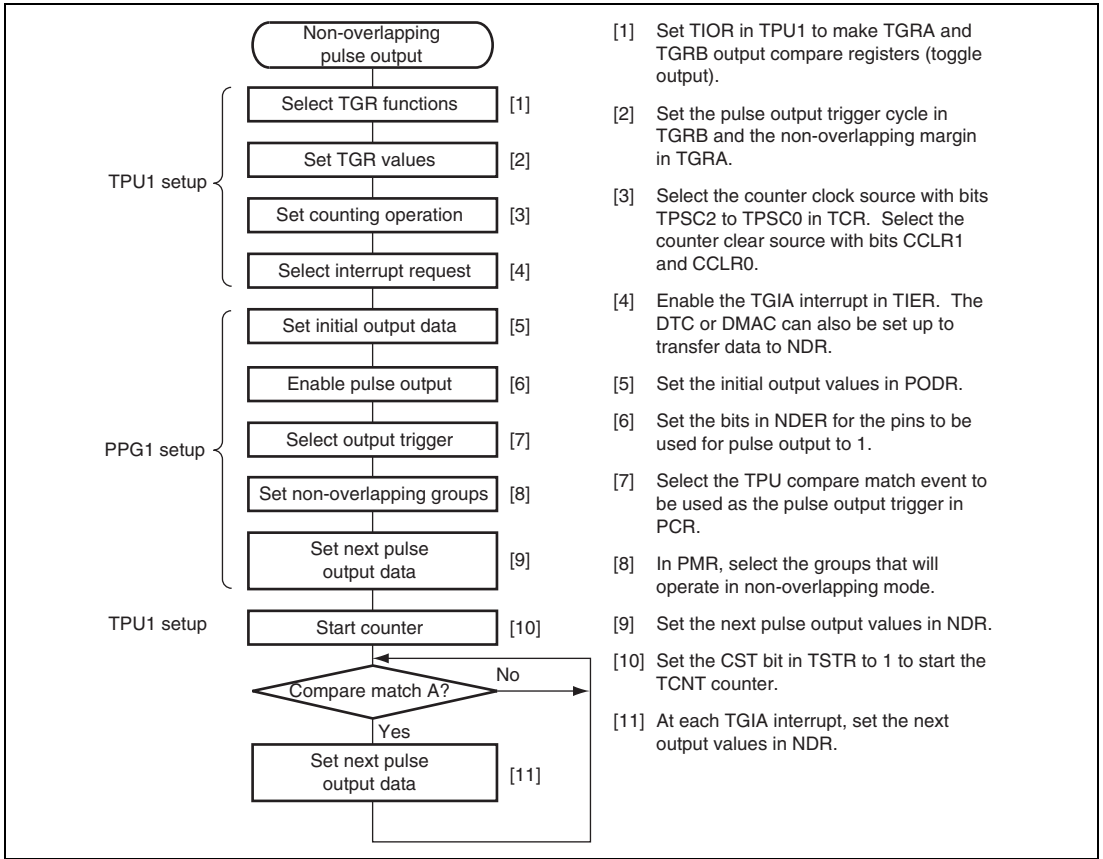 Non-overlapping
pulse output
TPU1 setup
Select TGR functions
[1]
Set TGR values
[2]
Set counting operation
[3]
Select interrupt request
[4]
PPG1 setup
Set initial output data
[5]
Enable pulse output
[6]
Select output trigger
[7]
Set non-overlapping groups
[8]
Set next pulse
output data
[9]
TPU1 setup
Start counter
[10]
Compare match A?
No
Yes
Set next pulse
output data
[11]
[1] Set TIOR in TPU1 to make TGRA and
TGRB output compare registers (toggle
output).
[2] Set the pulse output trigger cycle in
TGRB and the non-overlapping margin
in TGRA.
[3] Select the counter clock source with bits
TPSC2 to TPSC0 in TCR. Select the
counter clear source with bits CCLR1
and CCLR0.
[4] Enable the TGIA interrupt in TIER. The
DTC or DMAC can also be set up to
transfer data to NDR.
[5] Set the initial output values in PODR.
[6] Set the bits in NDER for the pins to be
used for pulse output to 1.
[7] Select the TPU compare match event to
be used as the pulse output trigger in
PCR.
[8] In PMR, select the groups that will
operate in non-overlapping mode.
[9] Set the next pulse output values in NDR.
[10] Set the CST bit in TSTR to 1 to start the
TCNT counter.
[11] At each TGIA interrupt, set the next
output values in NDR.